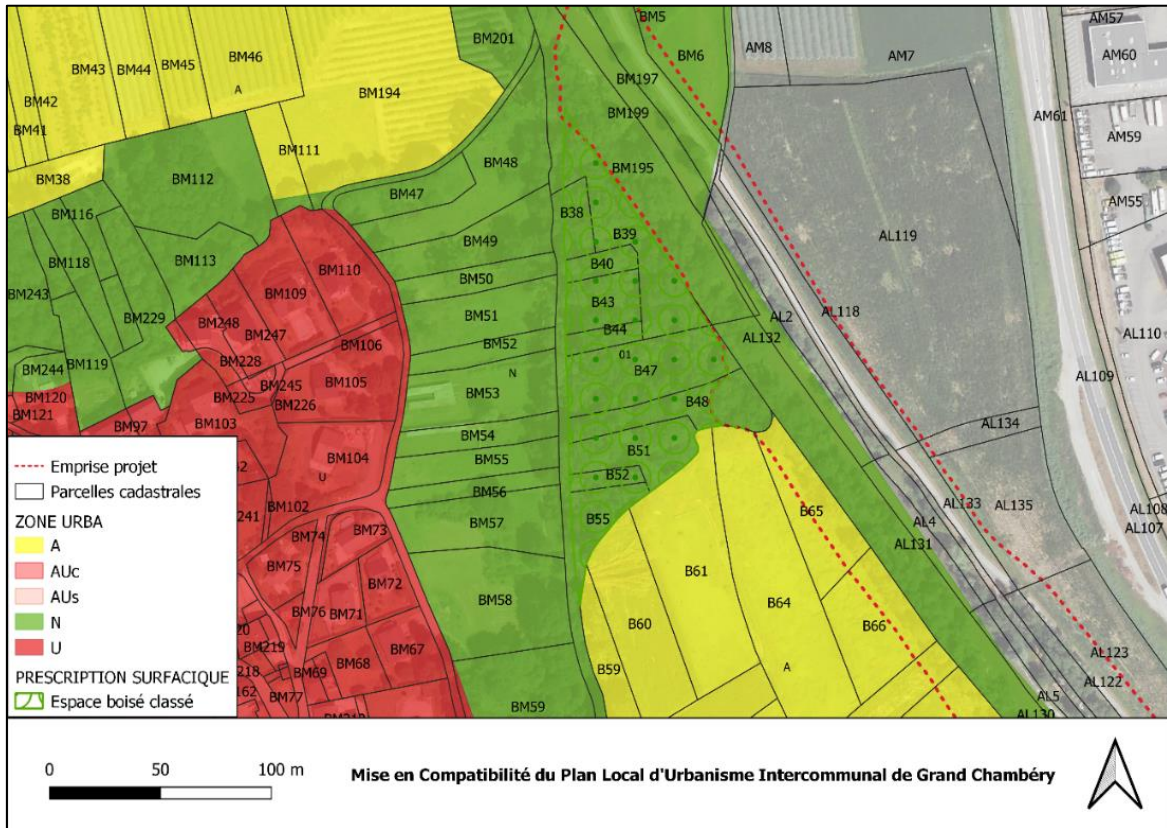 BM5
BM201
BM46
BM45
BM44
BM43
BM6
AM8
AM7
AM57
AM60
BM197
A
BM194
BM42
BM199
AM61
BM41
AM59
BM111
BM48
BM195
BM38
BM112
BM47
AM55
BM116
B38
B39
AL119
BM49
BM118
BM113
B40
BM50
BM110
BM243
BM109
B43
BM229
BM51
AL2
AL118
BM248
B44
AL110
BM247
BM106
AL132
BM52
01
BM228
BM119
BM244
N
B47
AL109
BM245
BM105
BM120
BM225
BM53
BM226
B48
BM121
BM97
BM103
AL134
BM54
B51
BM104
BM55
U
B52
BM56
BM102
AL133
AL135
B65
AL108
241
B55
AL4
BM57
BM73
BM74
AL107
AL131
BM75
B61
BM72
BM58
B64
BM76
BM71
B60
B66
BM219
AL123
BM68
BM67
218
BM69
B59
A
AL122
162
BM77
AL5
BM59
AL130
Emprise projet
Parcelles cadastrales
ZONE URBA
A
AUc
AUs
N
U
PRESCRIPTION SURFACIQUE
Espace boisé classé
0 50 100 m
Mise en Compatibilité du Plan Local d'Urbanisme Intercommunal de Grand Chambéry